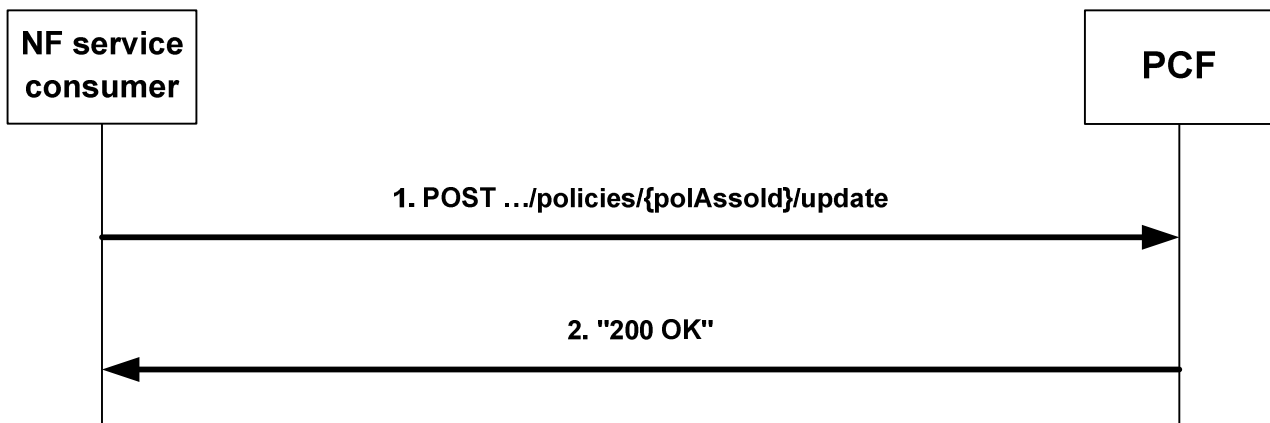 NF service
consumer
PCF
1. POST …/policies/{polAssoId}/update
2. "200 OK"